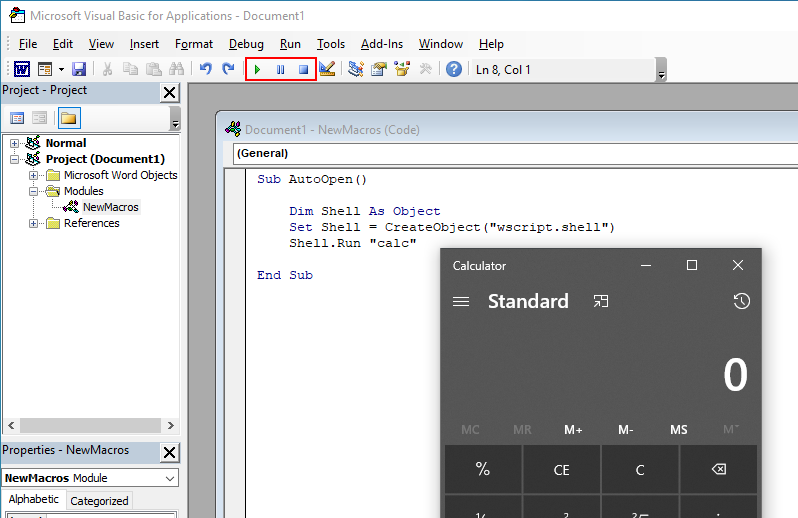 Microsoft Visual Basic for Applications - Document1
File Edit View Insert Format Debug Run Tools Add-Ins Window Help
Ln 8, Col 1
Project - Project
Normal
Project (Document1)
Microsoft Word Objects
Modules
NewMacros
References
Properties - NewMacros
NewMacros Module
Alphabetic Categorized
Document1 - NewMacros (Code)
(General)
Sub AutoOpen()
Dim Shell As Object
Set Shell = CreateObject("wscript.shell")
Shell.Run "calc"
End Sub
Calculator
Standard
0
MC MR M+ M- MS M˅
% CE C